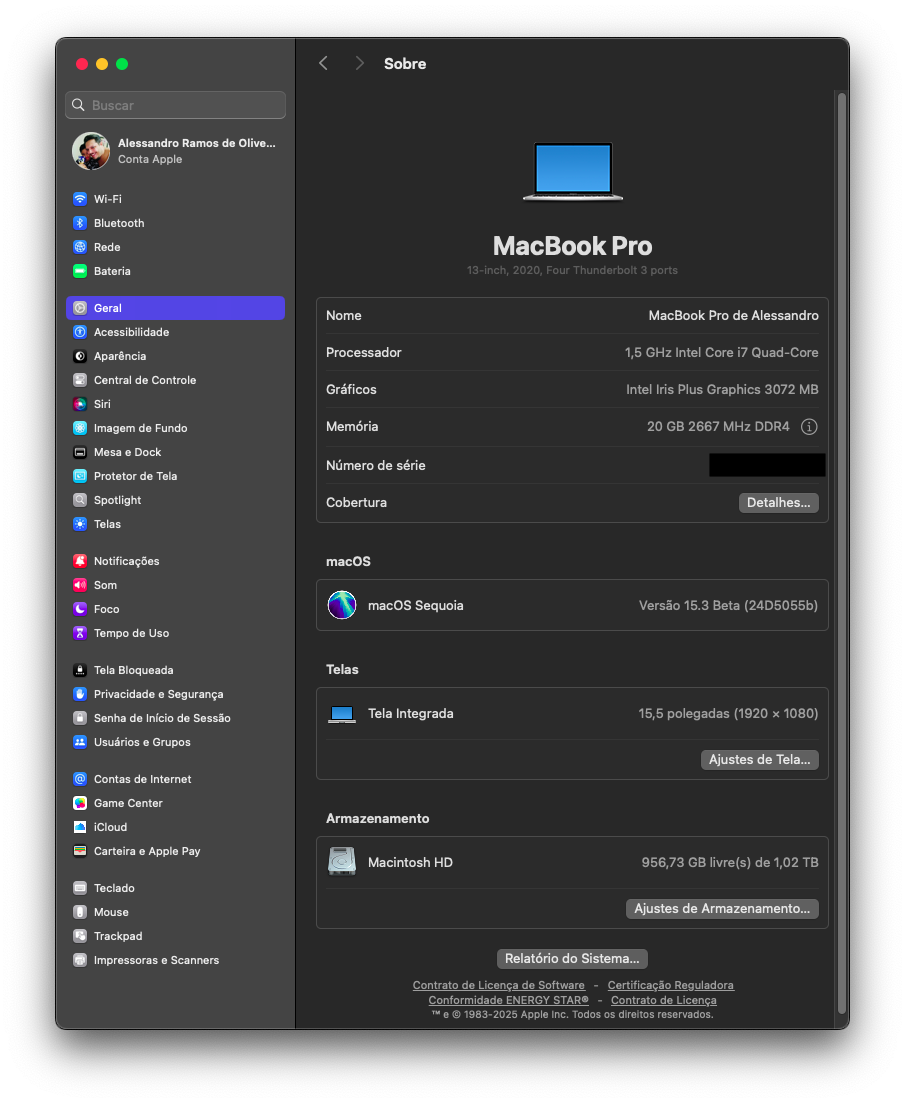 Sobre
Buscar
Alessandro Ramos de Olive...
Conta Apple
Wi-Fi
Bluetooth
Rede
Bateria
Geral
Acessibilidade
Aparência
Central de Controle
Siri
Imagem de Fundo
Mesa e Dock
Protetor de Tela
Spotlight
Telas
Notificações
Som
Foco
Tempo de Uso
Tela Bloqueada
Privacidade e Segurança
Senha de Início de Sessão
Usuários e Grupos
Contas de Internet
Game Center
iCloud
Carteira e Apple Pay
Teclado
Mouse
Trackpad
Impressoras e Scanners
MacBook Pro
13-inch, 2020, Four Thunderbolt 3 ports
Nome MacBook Pro de Alessandro
Processador 1,5 GHz Intel Core i7 Quad-Core
Gráficos Intel Iris Plus Graphics 3072 MB
Memória 20 GB 2667 MHz DDR4
Número de série
Cobertura Detalhes...
macOS
macOS Sequoia Versão 15.3 Beta (24D5055b)
Telas
Tela Integrada 15,5 polegadas (1920 × 1080)
Ajustes de Tela...
Armazenamento
Macintosh HD 956,73 GB livre(s) de 1,02 TB
Ajustes de Armazenamento...
Relatório do Sistema...
Contrato de Licença de Software - Certificação Reguladora
Conformidade ENERGY STAR® - Contrato de Licença
™ e © 1983-2025 Apple Inc. Todos os direitos reservados.